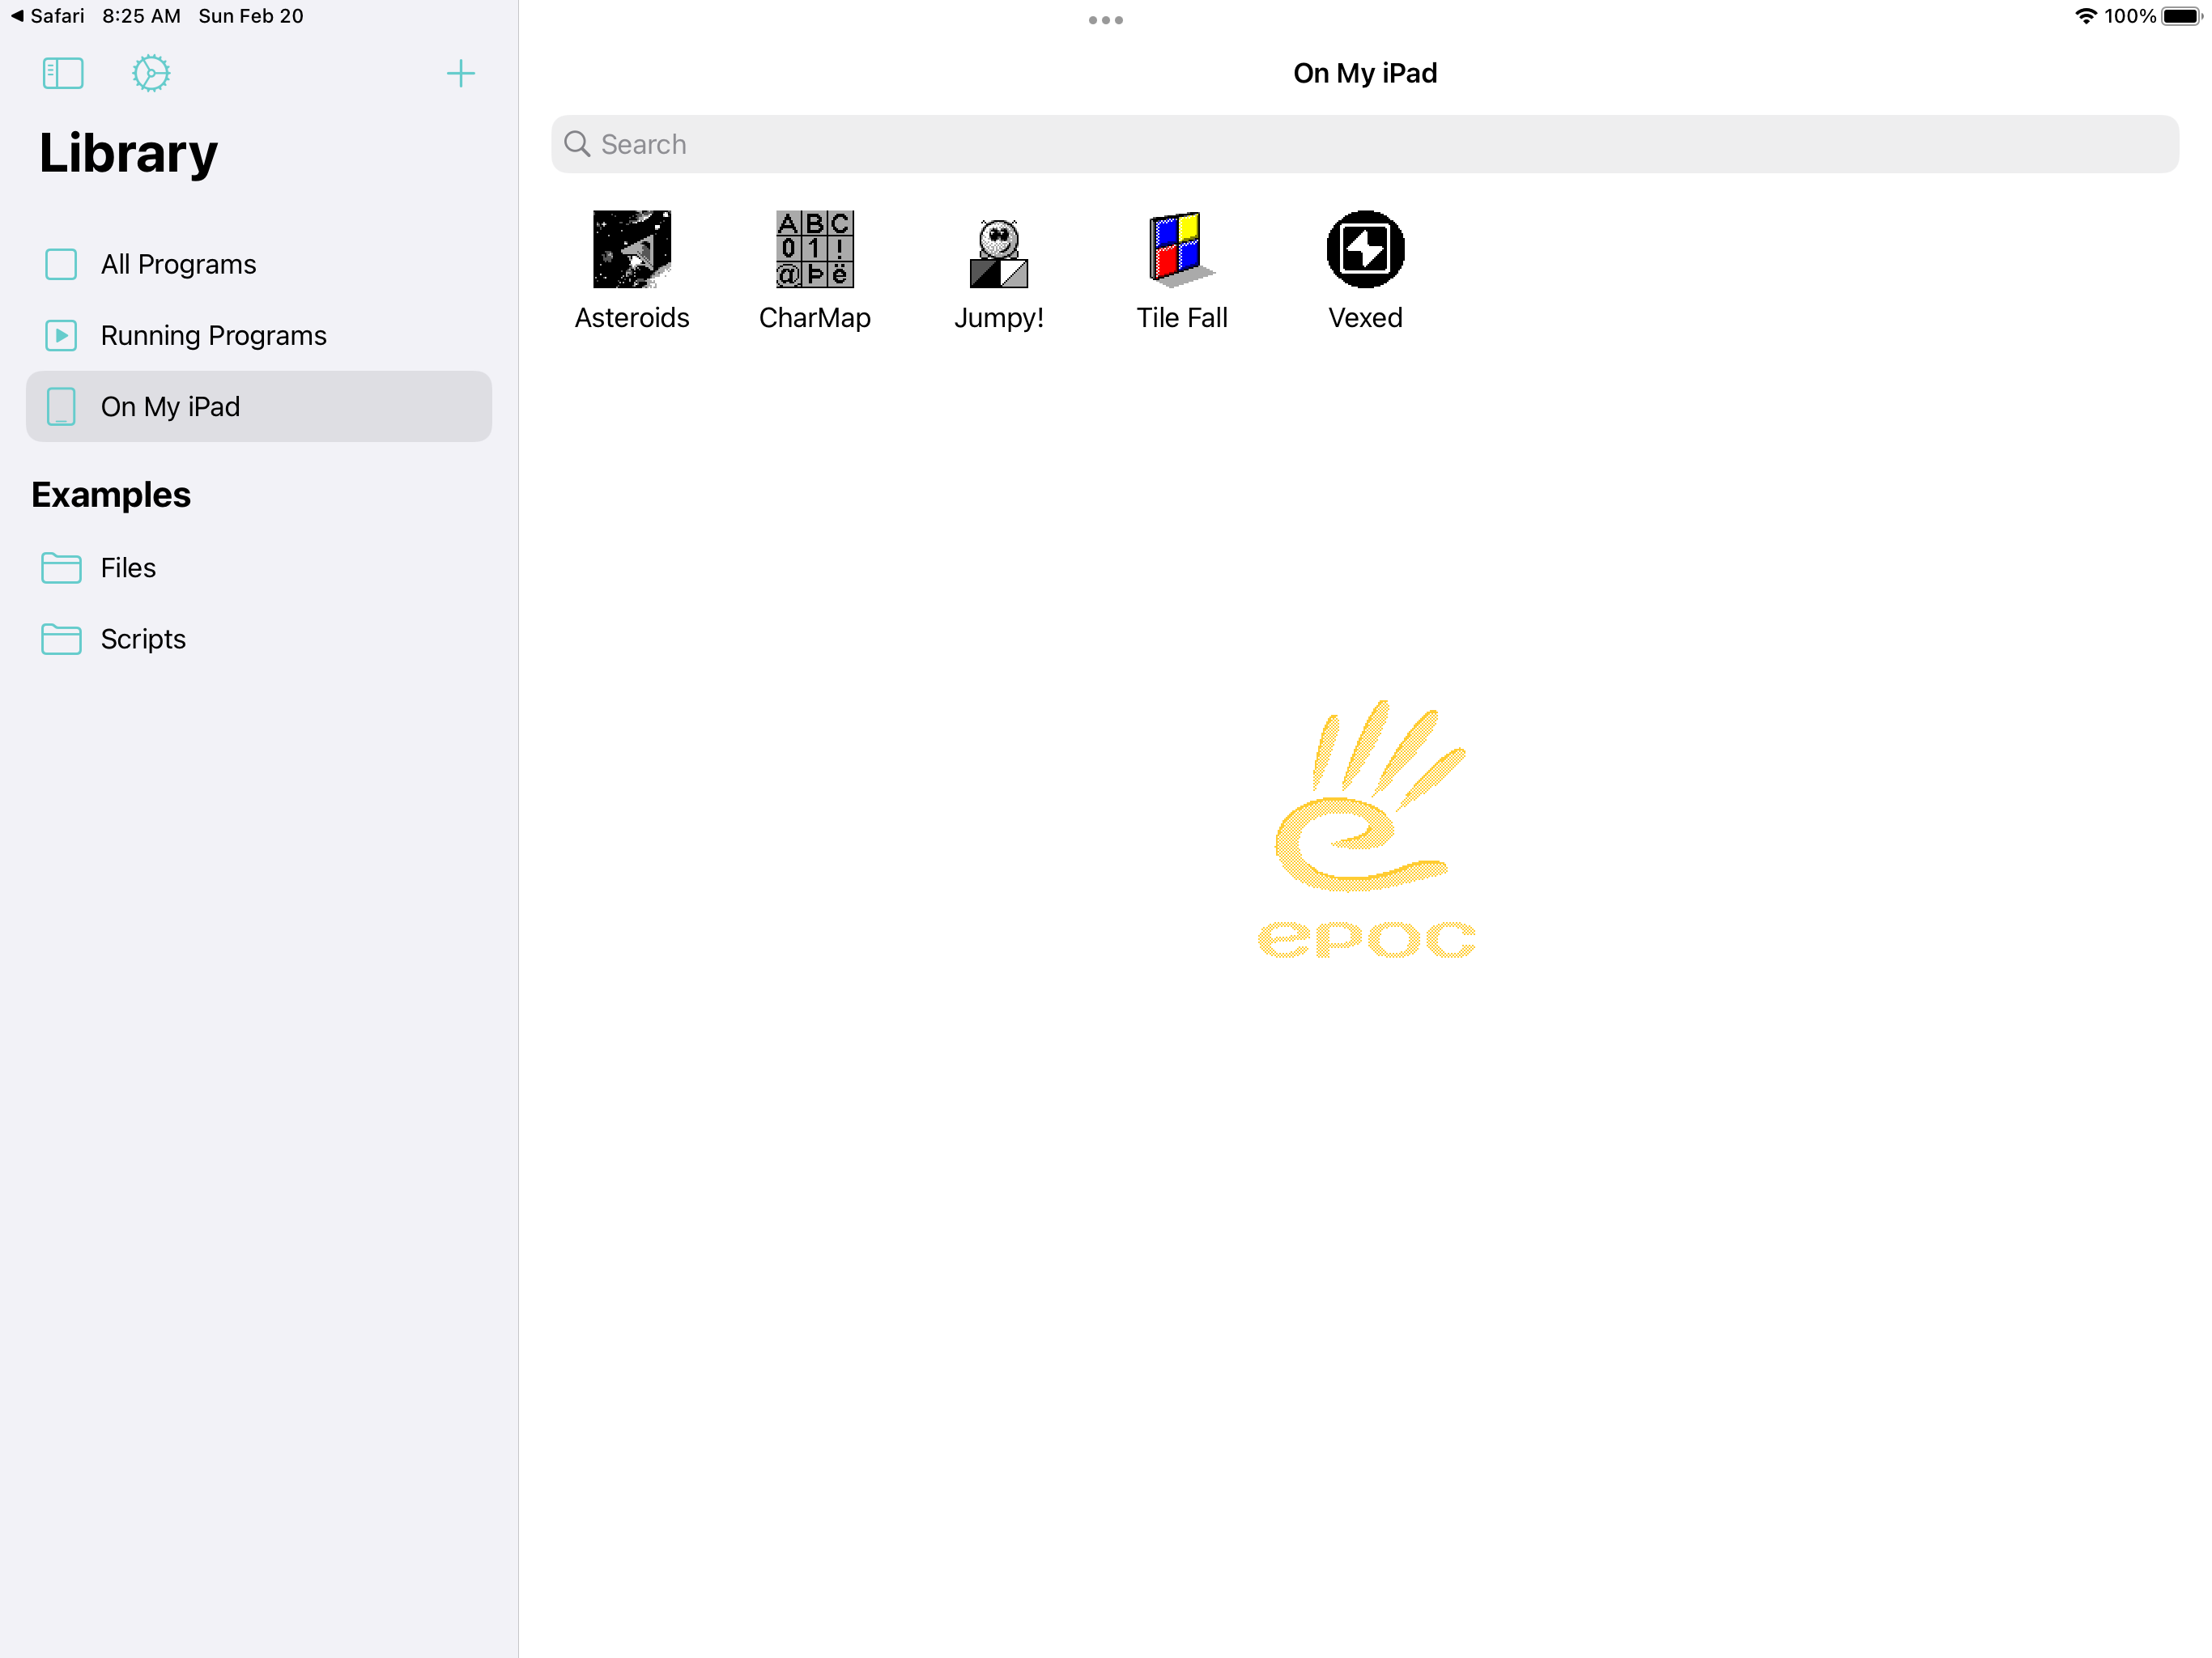 Safari 8:25 AM Sun Feb 20
100%
Library
All Programs
Running Programs
On My iPad
Examples
Files
Scripts
On My iPad
Search
A B C
0 1 !
@ Þ ë
Asteroids
CharMap
Jumpy!
Tile Fall
Vexed
epoc